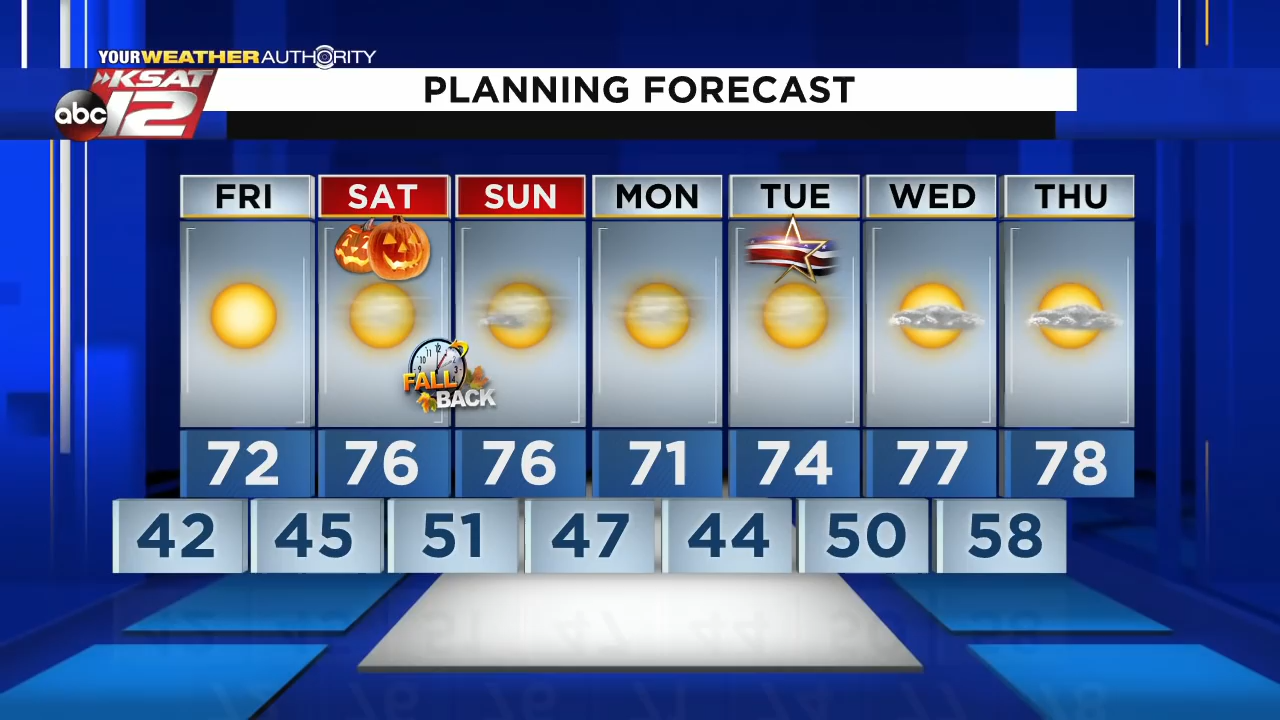 YOURWEATHERAUTHORITY
KSAT
abc 12
PLANNING FORECAST
FRI SAT SUN MON TUE WED THU
FALL
BACK
72 76 76 71 74 77 78
42 45 51 47 44 50 58